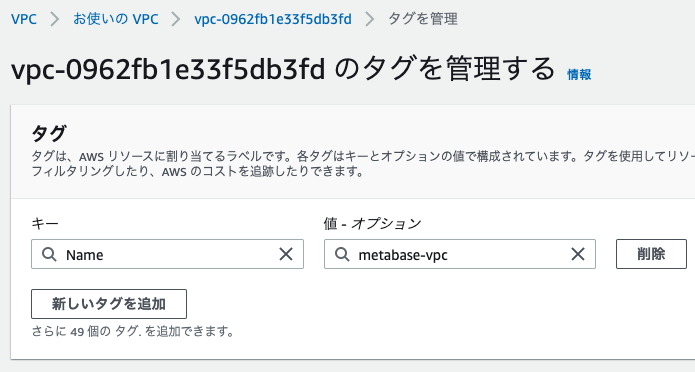 VPC > お使いの VPC > vpc-0962fb1e33f5db3fd > タグを管理
vpc-0962fb1e33f5db3fd のタグを管理する 情報
タグ
タグは、AWS リソースに割り当てるラベルです。各タグはキーとオプションの値で構成されています。タグを使用してリソー
フィルタリングしたり、AWS のコストを追跡したりできます。
キー 値 - オプション
Name metabase-vpc 削除
新しいタグを追加
さらに 49 個の タグ. を追加できます。